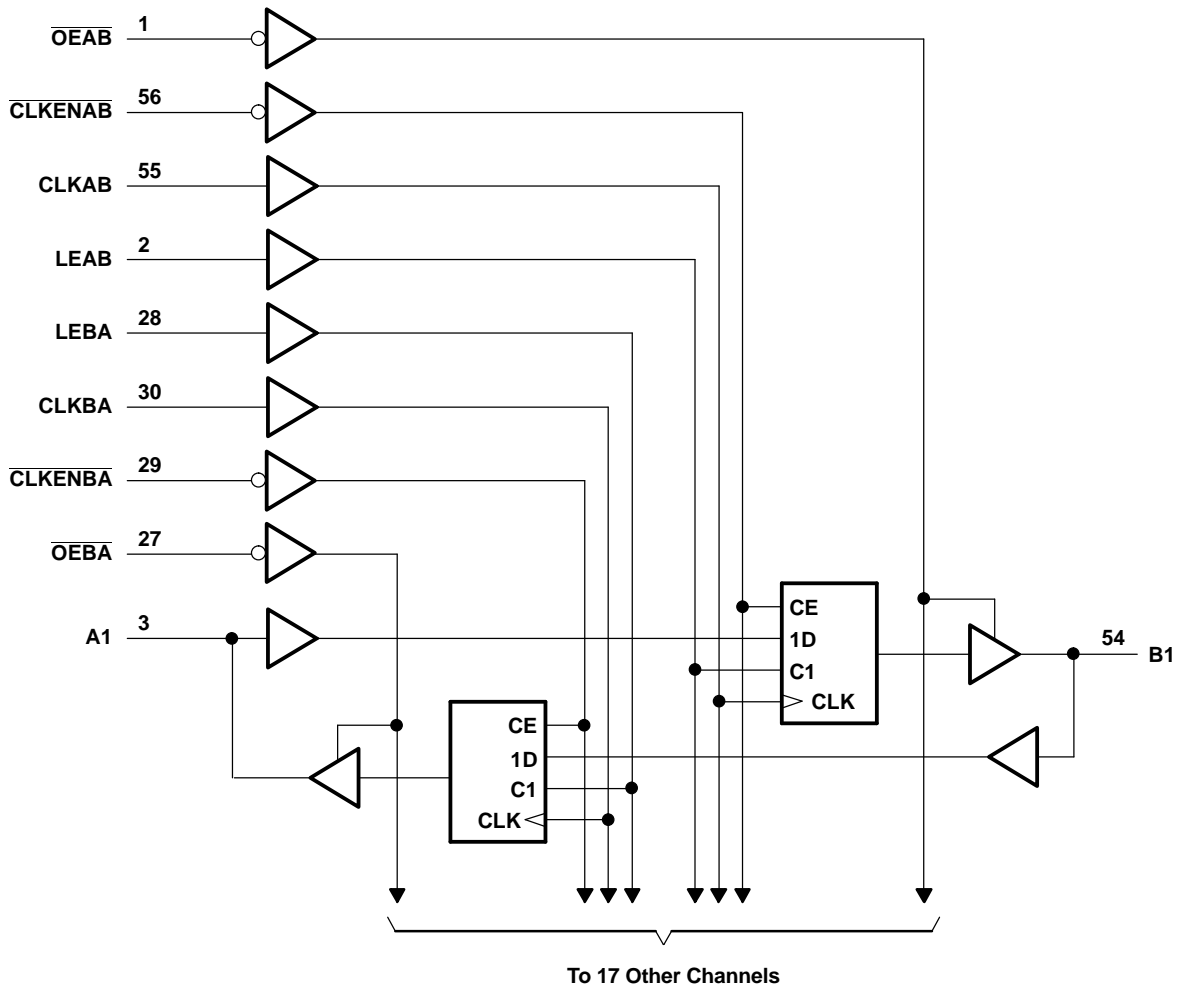 OEAB 1
CLKENAB 56
CLKAB 55
LEAB 2
LEBA 28
CLKBA 30
CLKENBA 29
OEBA 27
A1 3
CE
1D
C1
CLK
54 B1
CE
1D
C1
CLK
To 17 Other Channels